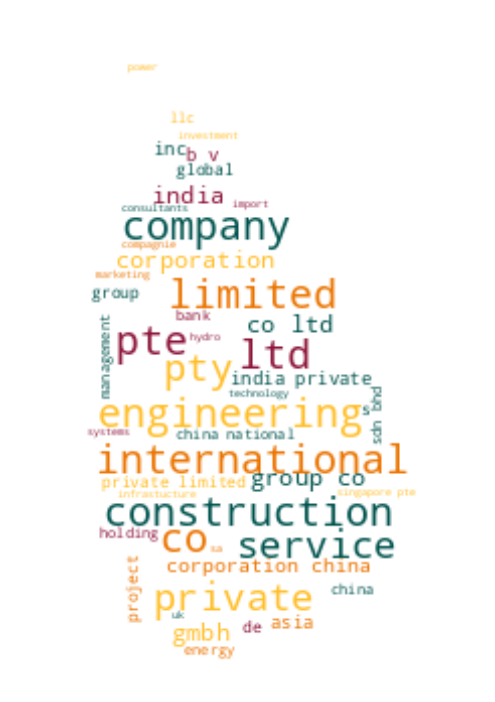 power
llc
investment
inc
b v
global
india
consultants
import
company
compagnie
corporation
marketing
group
limited
bank
co ltd
management
pte
hydro
ltd
pty
india private
technology
engineering
s
sdn bhd
systems
china national
international
private limited
group co
infrastucture
singapore pte
construction
holding
co
sa
service
corporation china
project
private
china
uk
gmbh
de
asia
energy